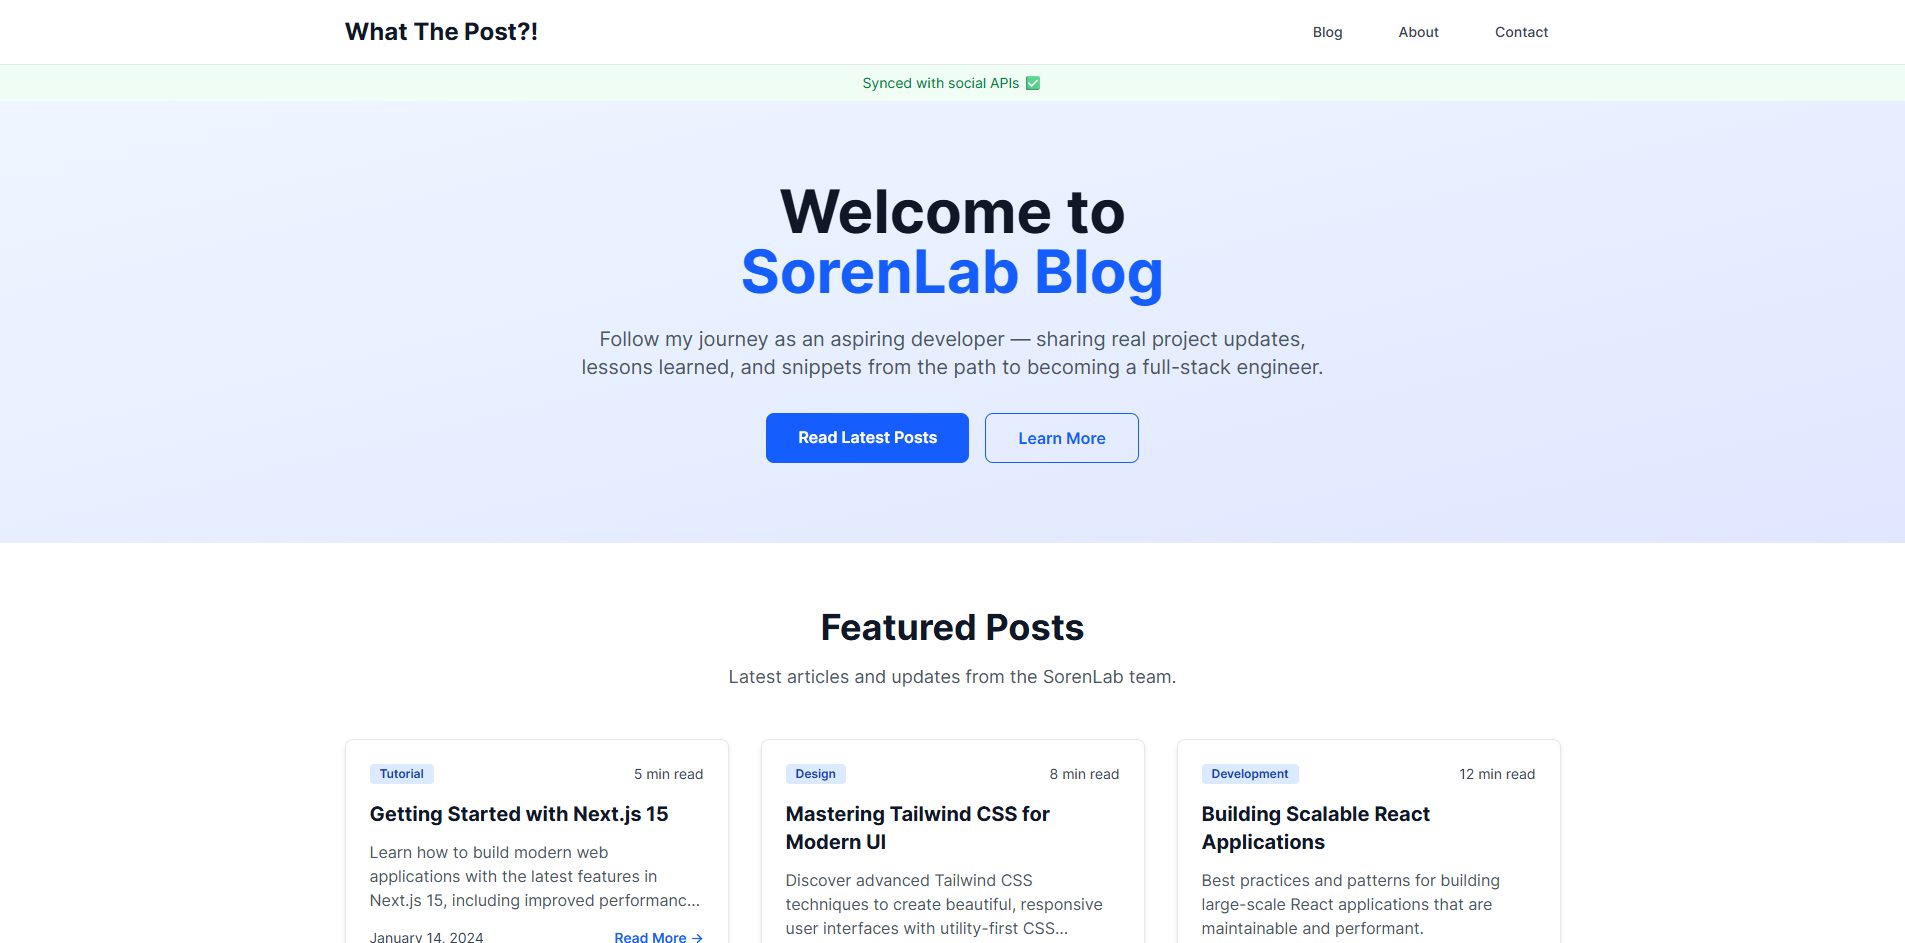 What The Post?!
Blog
About
Contact
Synced with social APIs ✅
Welcome to
SorenLab Blog
Follow my journey as an aspiring developer — sharing real project updates,
lessons learned, and snippets from the path to becoming a full-stack engineer.
Read Latest Posts
Learn More
Featured Posts
Latest articles and updates from the SorenLab team.
Tutorial
5 min read
Getting Started with Next.js 15
Learn how to build modern web
applications with the latest features in
Next.js 15, including improved performanc...
January 14, 2024
Read More →
Design
8 min read
Mastering Tailwind CSS for
Modern UI
Discover advanced Tailwind CSS
techniques to create beautiful, responsive
user interfaces with utility-first CSS...
Development
12 min read
Building Scalable React
Applications
Best practices and patterns for building
large-scale React applications that are
maintainable and performant.